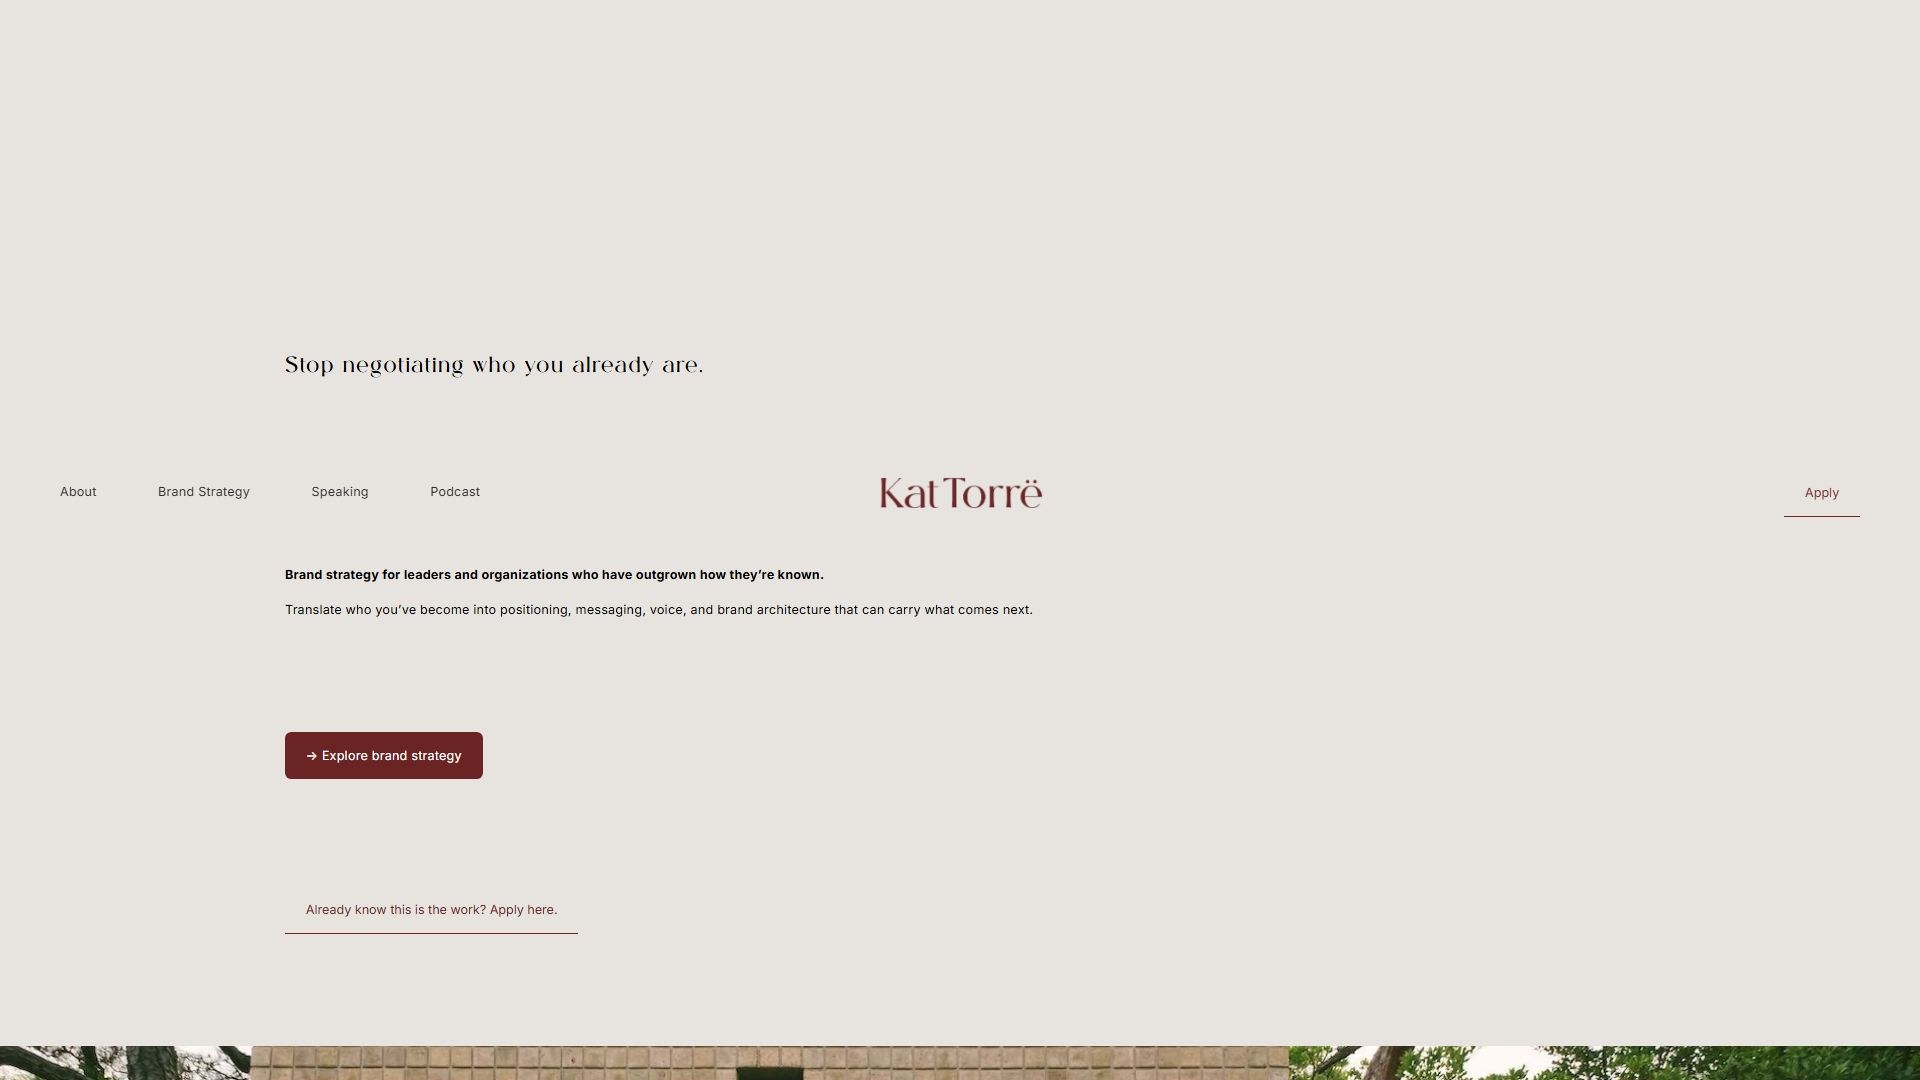 Stop negotiating who you already are.
About
Brand Strategy
Speaking
Podcast
Kat Torrë
Apply
Brand strategy for leaders and organizations who have outgrown how they’re known.
Translate who you’ve become into positioning, messaging, voice, and brand architecture that can carry what comes next.
→ Explore brand strategy
Already know this is the work? Apply here.